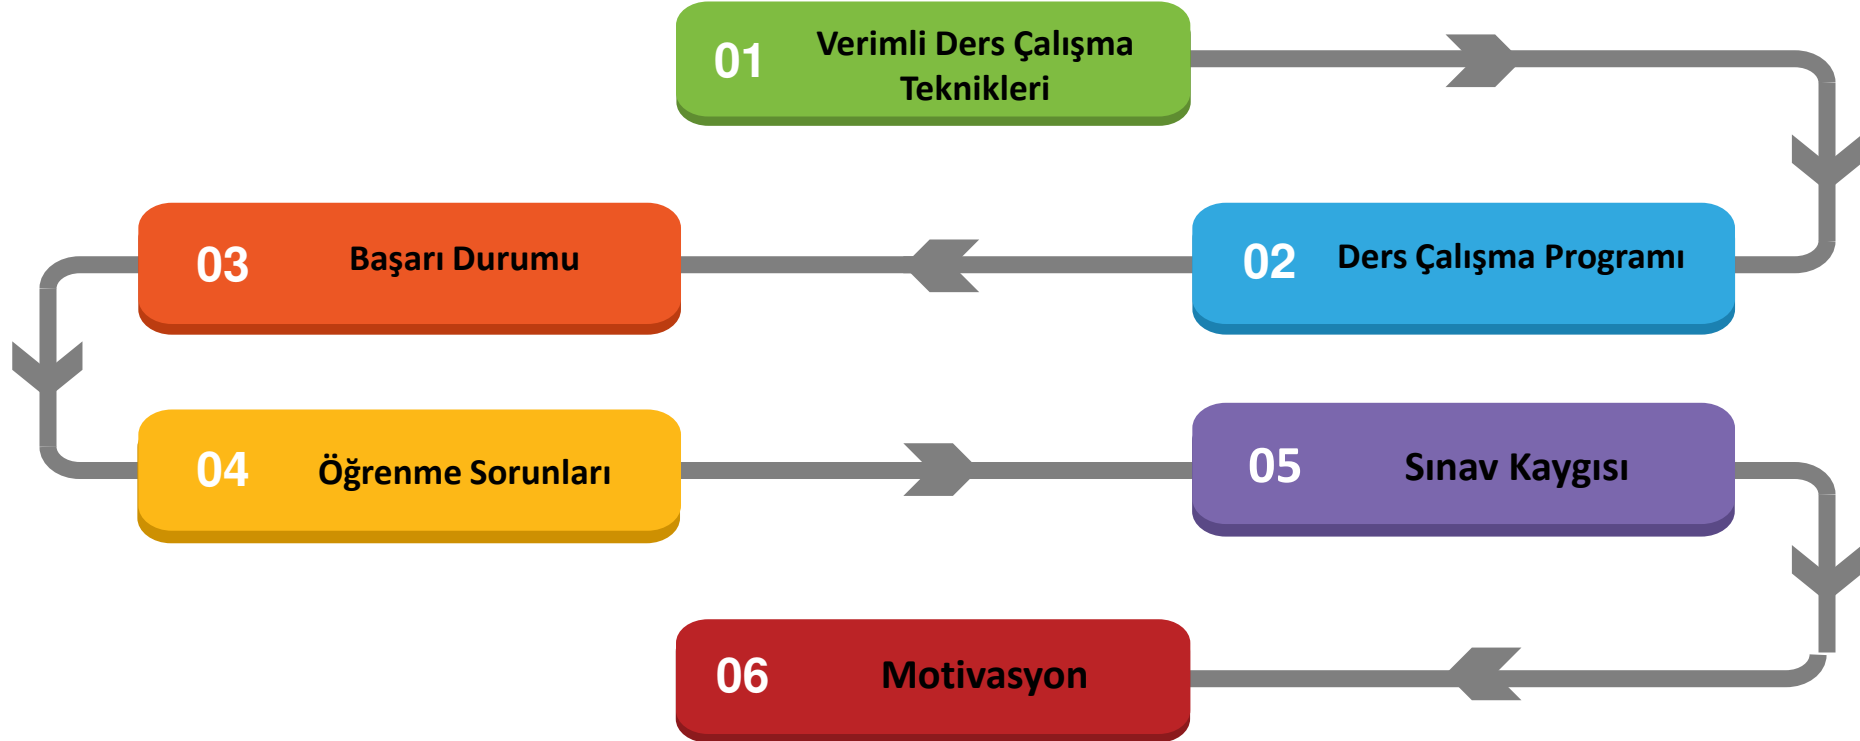 01
Verimli Ders Çalışma
Teknikleri
02
Ders Çalışma Programı
03
Başarı Durumu
04
Öğrenme Sorunları
05
Sınav Kaygısı
06
Motivasyon